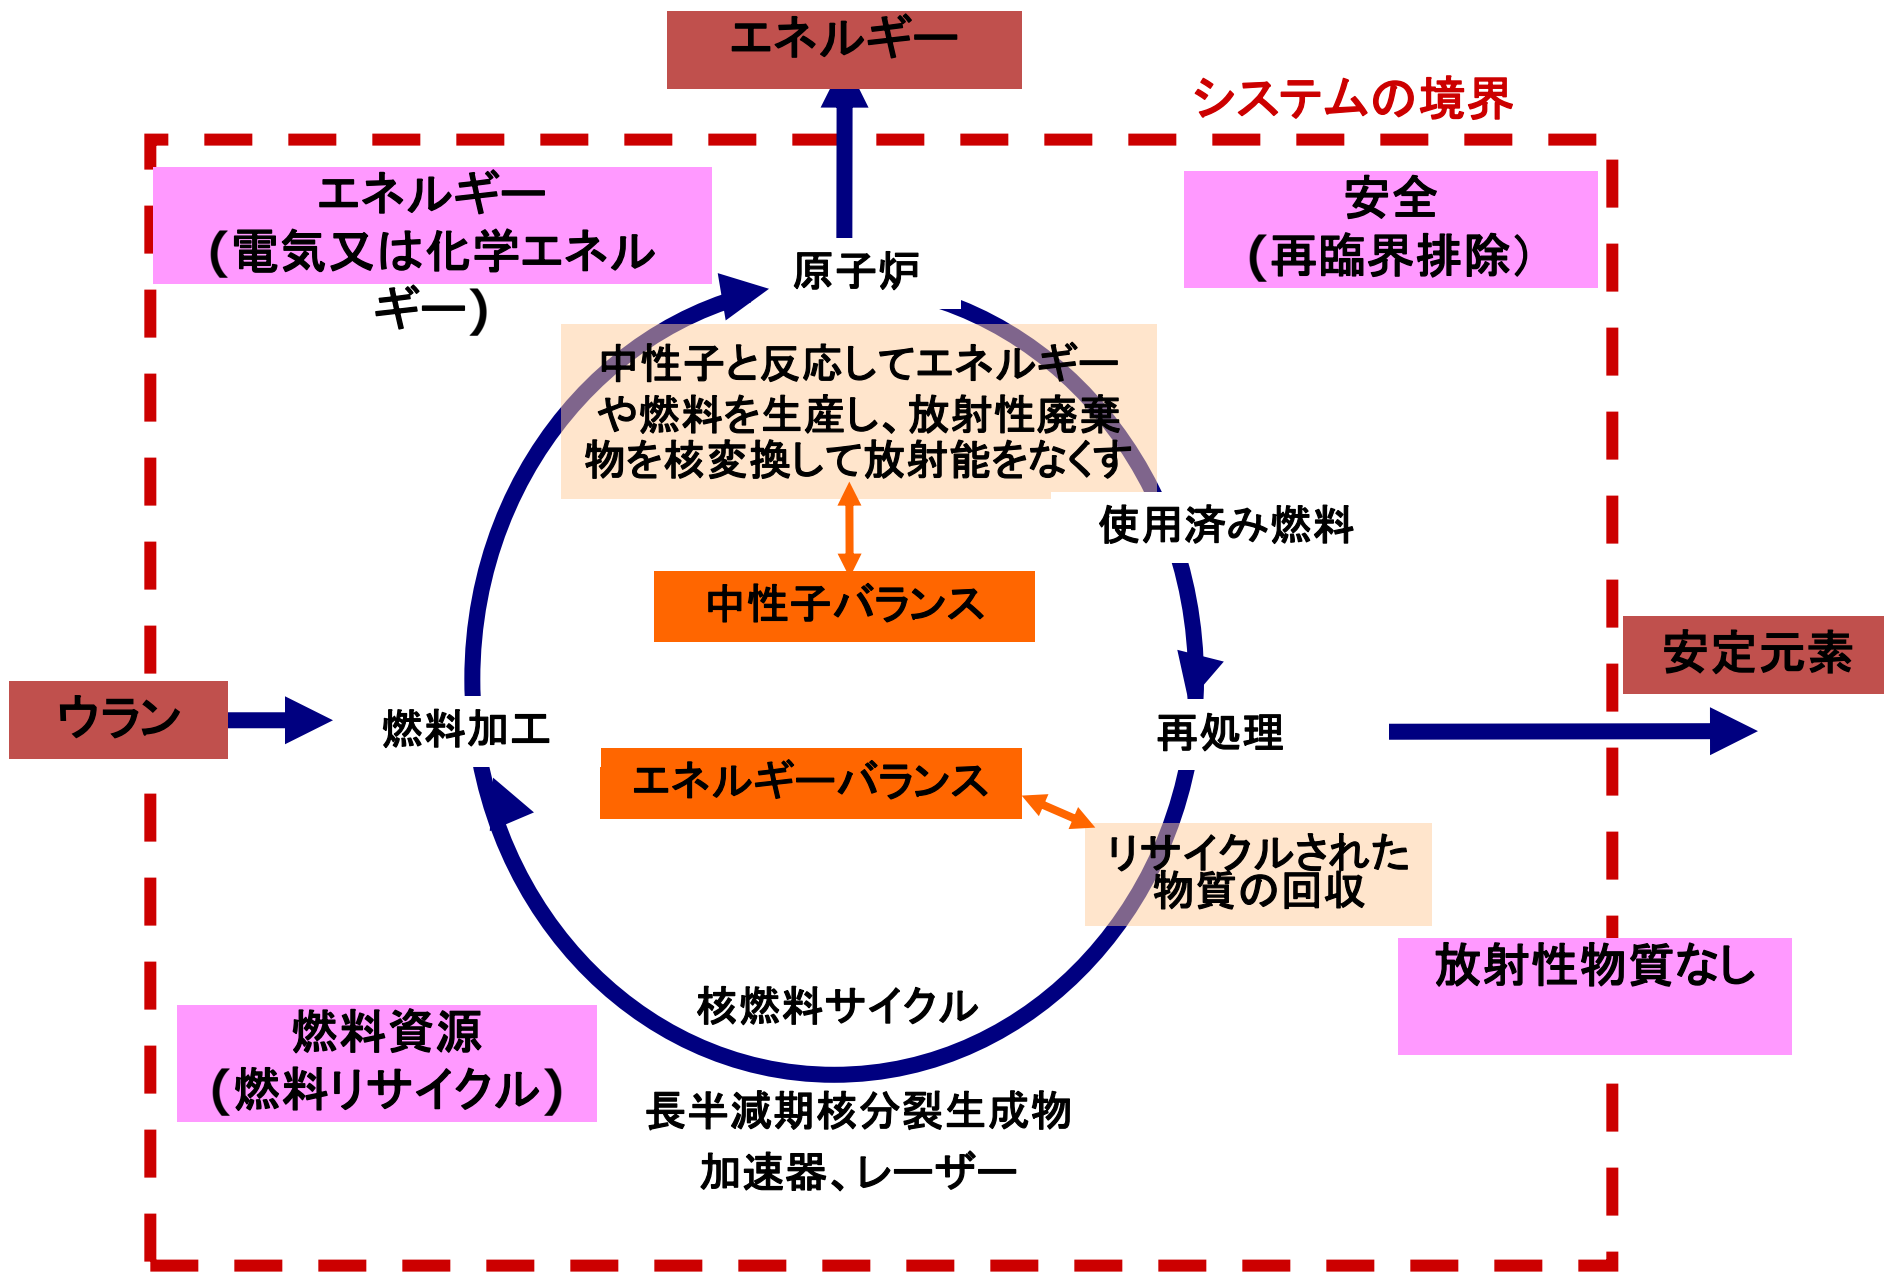 エネルギー
システムの境界
エネルギー
(電気又は化学エネル
ギー)
安全
(再臨界排除)
原子炉
中性子と反応してエネルギー
や燃料を生産し、放射性廃棄
物を核変換して放射能をなくす
使用済み燃料
中性子バランス
安定元素
ウラン
燃料加工
再処理
エネルギーバランス
リサイクルされた
物質の回収
放射性物質なし
核燃料サイクル
燃料資源
(燃料リサイクル)
長半減期核分裂生成物
加速器、レーザー